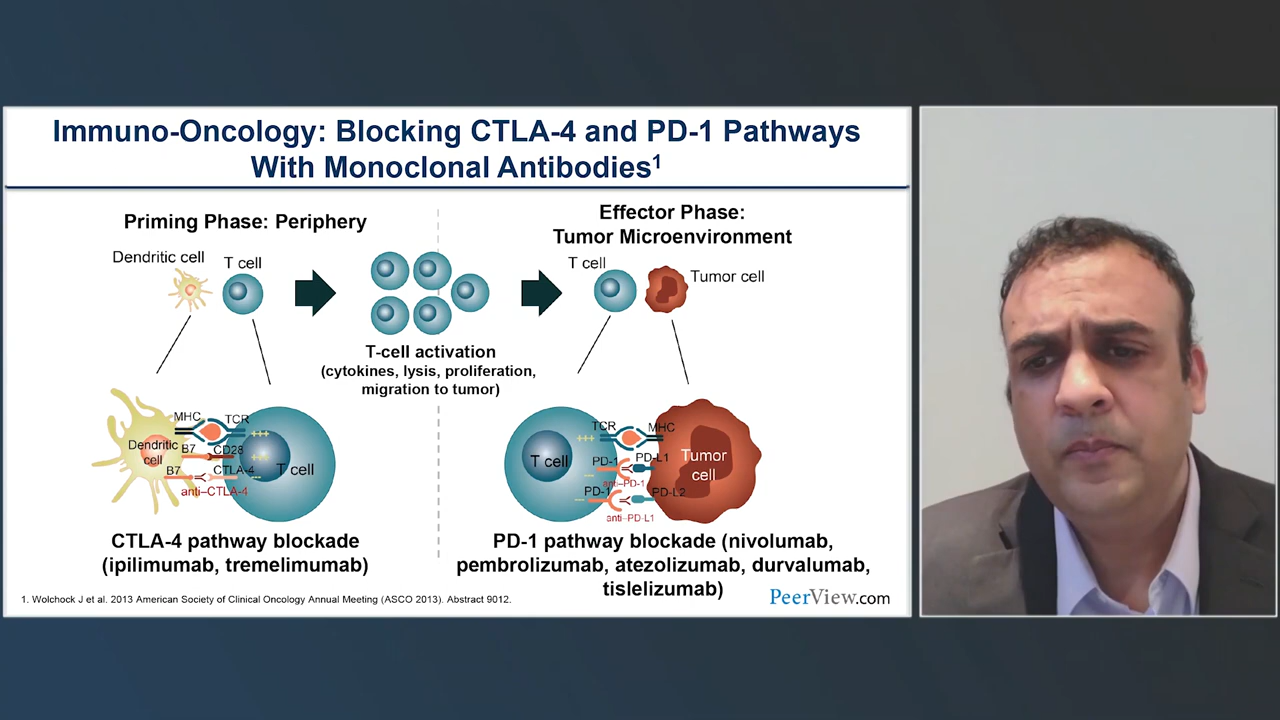 Immuno-Oncology: Blocking CTLA-4 and PD-1 Pathways
With Monoclonal Antibodies1
Priming Phase: Periphery
Dendritic cell
T cell
T-cell activation
(cytokines, lysis, proliferation,
migration to tumor)
MHC
TCR
Dendritic
cell
B7
CD28
B7
CTLA-4
anti–CTLA-4
T cell
CTLA-4 pathway blockade
(ipilimumab, tremelimumab)
Effector Phase:
Tumor Microenvironment
T cell
Tumor cell
TCR
MHC
T cell
PD-1
PD-L1
anti–PD-1
PD-1
PD-L2
anti–PD-L1
Tumor
cell
PD-1 pathway blockade (nivolumab,
pembrolizumab, atezolizumab, durvalumab,
tislelizumab)
1. Wolchock J et al. 2013 American Society of Clinical Oncology Annual Meeting (ASCO 2013). Abstract 9012.
PeerView.com